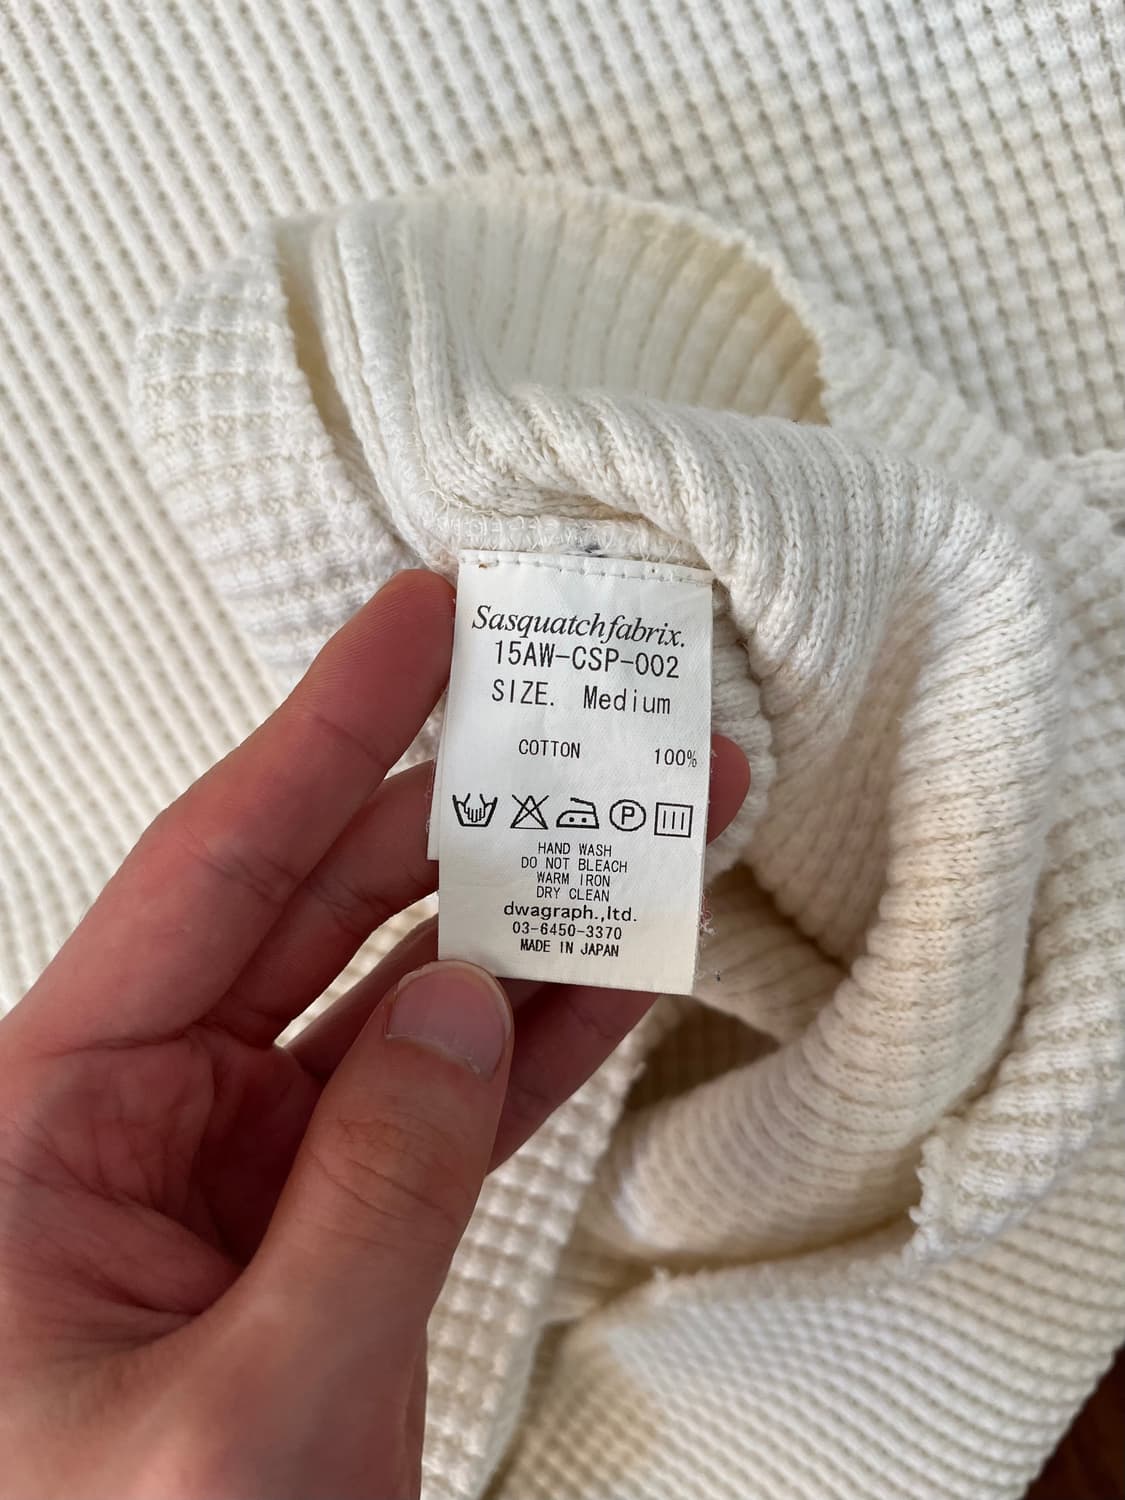 Sasquatchfabrix.
15AW-CSP-002
SIZE. Medium
COTTON 100%
P
HAND WASH
DO NOT BLEACH
WARM IRON
DRY CLEAN
dwagraph.,ltd.
03-6450-3370
MADE IN JAPAN